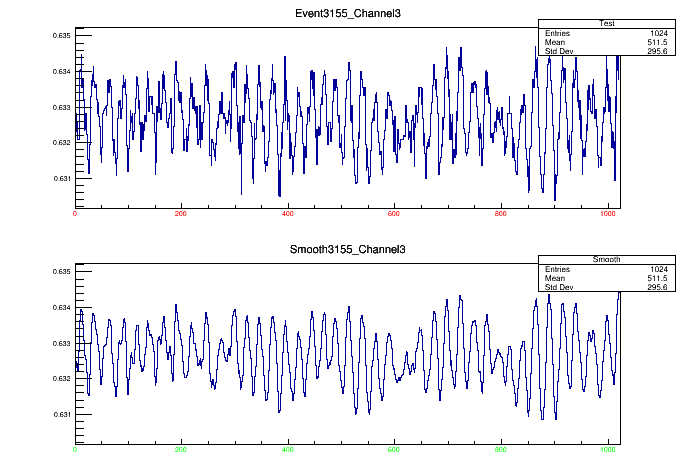 Event3155_Channel3
Test
Entries 1024
Mean 511.5
Std Dev 295.6
0.635
0.634
0.633
0.632
0.631
0 200 400 600 800 1000
Smooth3155_Channel3
Smooth
Entries 1024
Mean 511.5
Std Dev 295.6
0.635
0.634
0.633
0.632
0.631
0 200 400 600 800 1000